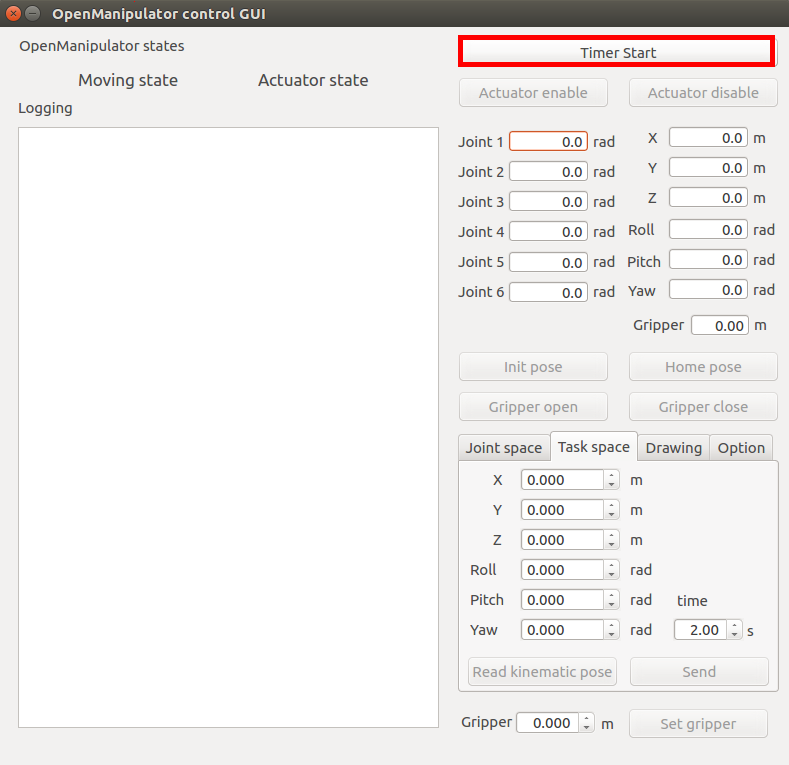 OpenManipulator control GUI
OpenManipulator states
Timer Start
Moving state Actuator state
Actuator enable Actuator disable
Logging
Joint 1 0.0 rad X 0.0 m
Joint 2 0.0 rad Y 0.0 m
Joint 3 0.0 rad Z 0.0 m
Joint 4 0.0 rad Roll 0.0 rad
Joint 5 0.0 rad Pitch 0.0 rad
Joint 6 0.0 rad Yaw 0.0 rad
Gripper 0.00 m
Init pose Home pose
Gripper open Gripper close
Joint space Task space Drawing Option
X 0.000 m
Y 0.000 m
Z 0.000 m
Roll 0.000 rad
Pitch 0.000 rad time
Yaw 0.000 rad 2.00 s
Read kinematic pose Send
Gripper 0.000 m Set gripper